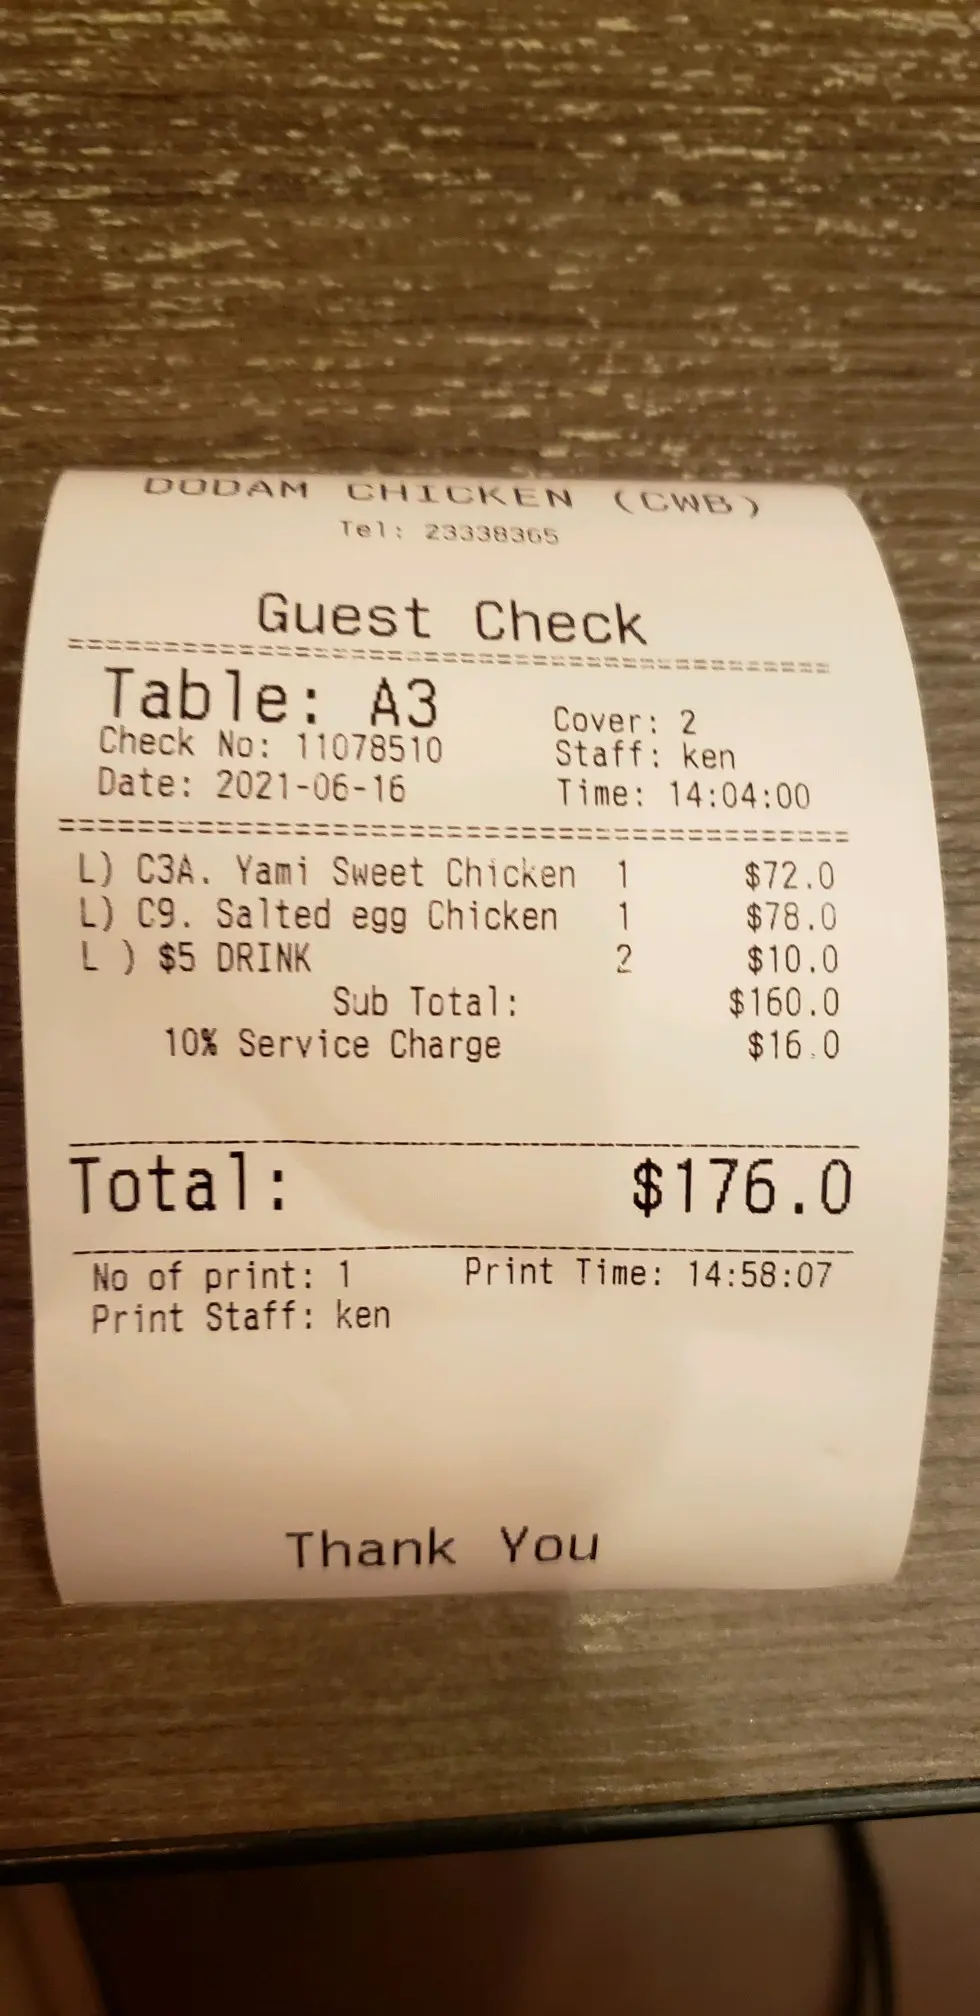 DODAM CHICKEN (CWB)
Tel: 23338365
Guest Check
=======================================
Table: A3
Cover: 2
Check No: 11078510
Staff: ken
Date: 2021-06-16
Time: 14:04:00
=======================================
L) C3A. Yami Sweet Chicken 1 $72.0
L) C9. Salted egg Chicken 1 $78.0
L ) $5 DRINK 2 $10.0
Sub Total: $160.0
10% Service Charge $16.0
Total: $176.0
No of print: 1 Print Time: 14:58:07
Print Staff: ken
Thank You